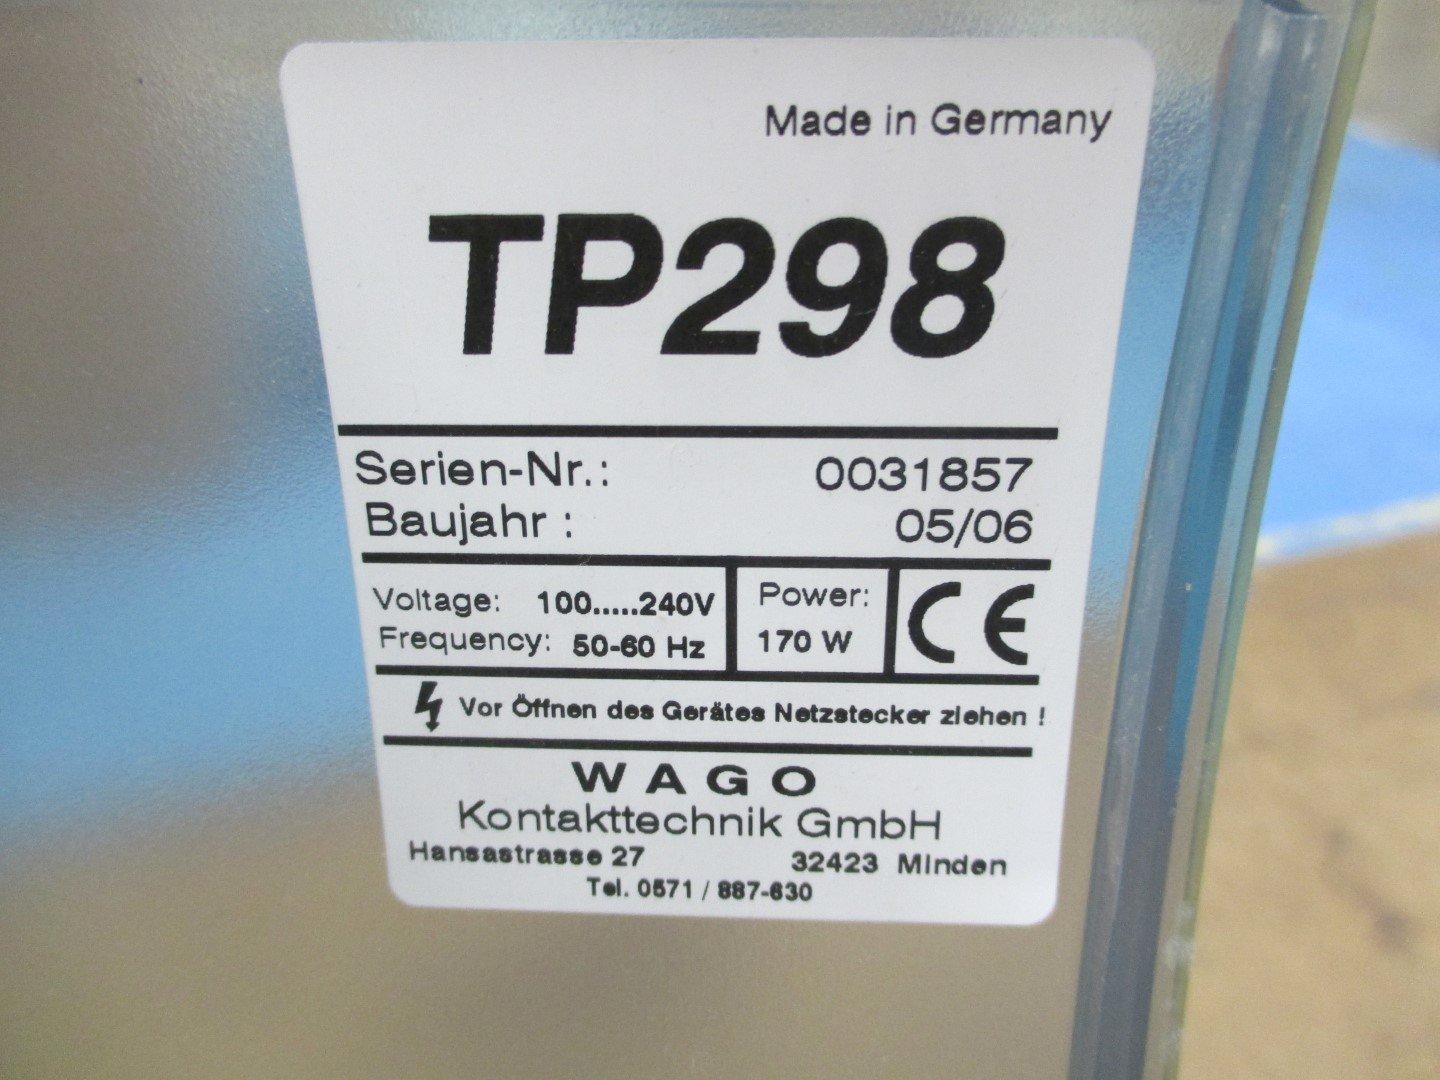 Made in Germany
TP298
Serien-Nr.: 0031857
Baujahr : 05/06
Voltage: 100.....240V
Frequency: 50-60 Hz
Power:
170 W
CE
Vor Öffnen des Gerätes Netzstecker ziehen !
WAGO
Kontakttechnik GmbH
Hansastrasse 27 32423 Minden
Tel. 0571 / 887-630